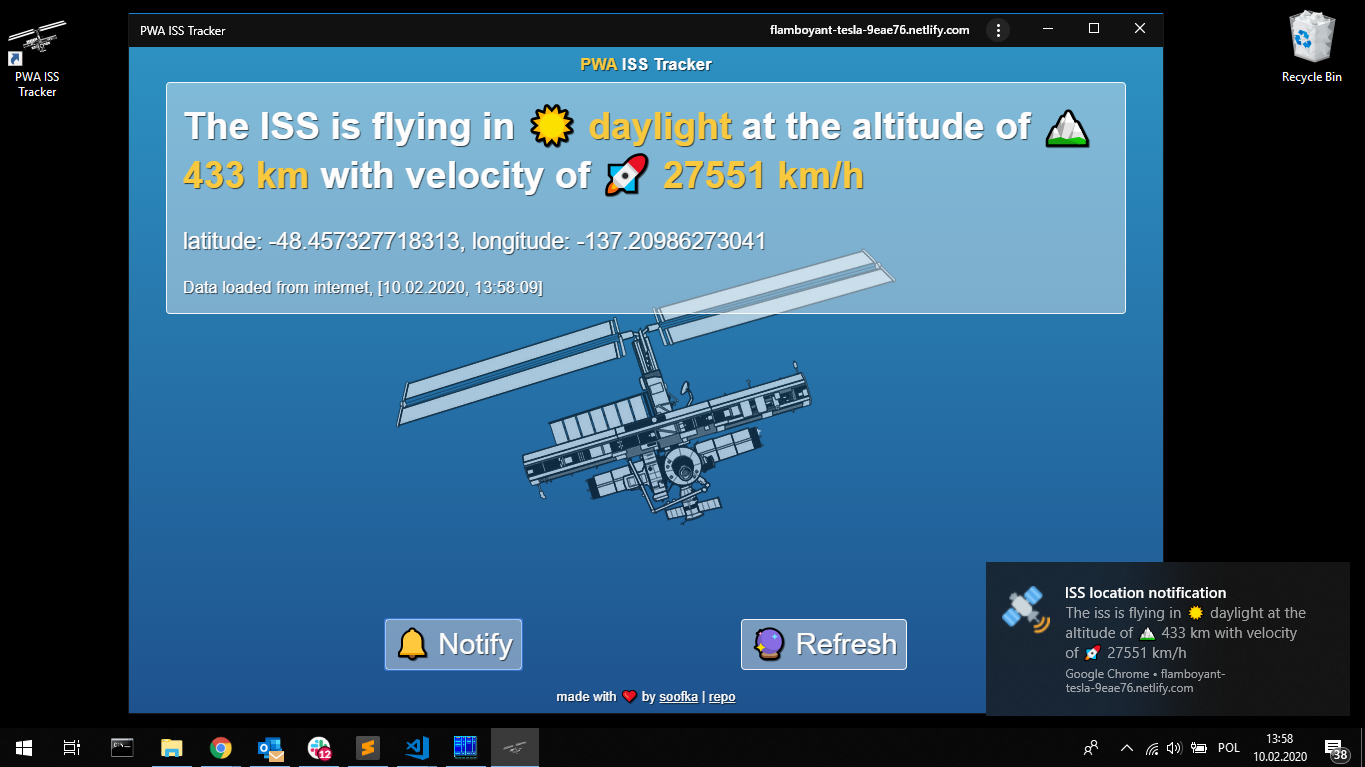 PWA ISS
Tracker
PWA ISS Tracker
flamboyant-tesla-9eae76.netlify.com
Recycle Bin
PWA ISS Tracker
The ISS is flying in ☀️ daylight at the altitude of 🏔️
433 km with velocity of 🚀 27551 km/h
latitude: -48.457327718313, longitude: -137.20986273041
Data loaded from internet, [10.02.2020, 13:58:09]
🔔 Notify
🔮 Refresh
made with ❤️ by soofka | repo
ISS location notification
The iss is flying in ☀️ daylight at the
altitude of 🏔️ 433 km with velocity
of 🚀 27551 km/h
Google Chrome • flamboyant-
tesla-9eae76.netlify.com
12
POL
13:58
10.02.2020
38